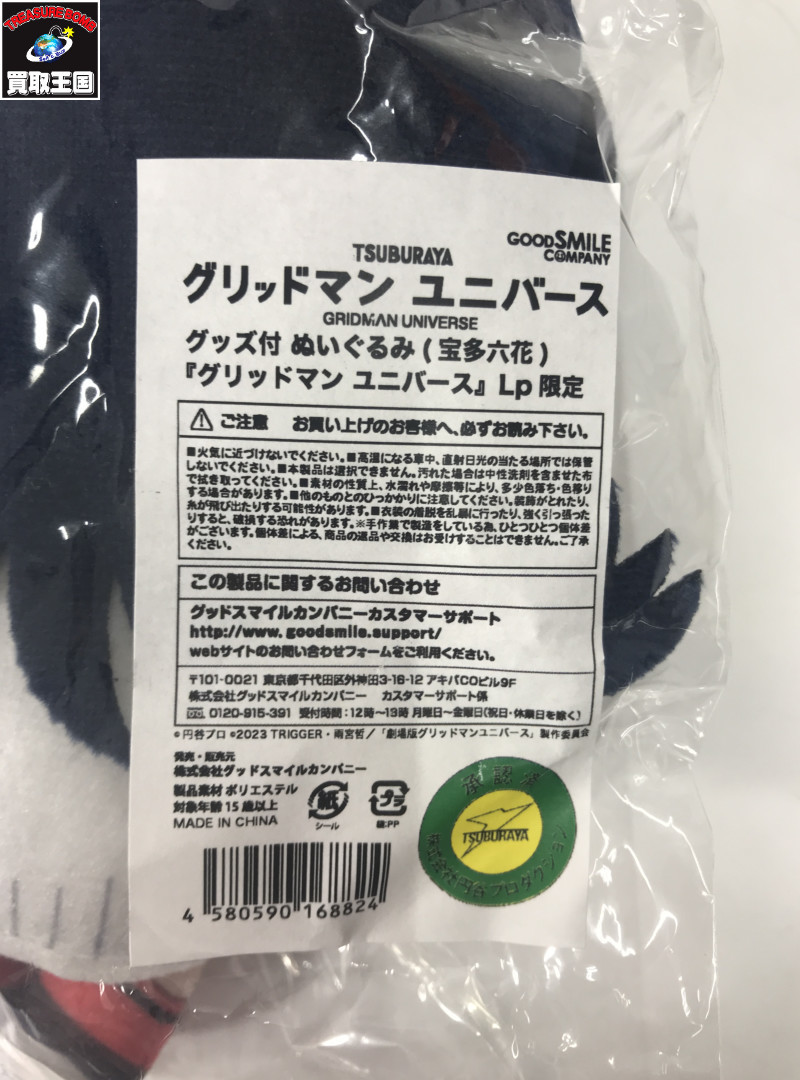 TREASURE BOMB
買取王国
GOODSMILE
COMPANY
TSUBURAYA
グリッドマン ユニバース
GRIDMAN UNIVERSE
グッズ付 ぬいぐるみ(宝多六花)
『グリッドマン ユニバース』Lp限定
ご注意 お買い上げのお客様へ、必ずお読み下さい。
■火気に近づけないでください。■高温になる車中、直射日光の当たる場所では保管
しないでください。■本製品は選択できません。汚れた場合は中性洗剤を含ませた布
で拭き取ってください。■素材の性質上、水濡れや摩擦等により、多少色落ち・色移り
する場合があります。■他のものとのひっかかりに注意してください。装飾がとれたり、
糸が飛び出たりする可能性があります。■衣装の着脱を乱暴に行ったり、強く引っ張った
りすると、破損する恐れがあります。※手作業で製造をしている為、ひとつひとつ個体差
がございます。個体差による、商品の返品や交換はお受けすることはできません。ご了承
ください。
この製品に関するお問い合わせ
グッドスマイルカンパニーカスタマーサポート
http://www.goodsmile.support/
webサイトのお問い合わせフォームをご利用ください。
〒101-0021 東京都千代田区外神田3-16-12 アキバCOビル9F
株式会社グッドスマイルカンパニー カスタマーサポート係
0120-915-391 受付時間:12時〜13時 月曜日〜金曜日(祝日・休業日を除く)
©円谷プロ ©2023 TRIGGER・雨宮哲/「劇場版グリッドマンユニバース」製作委員会
発売・販売元
株式会社グッドスマイルカンパニー
製品素材 ポリエステル
対象年齢 15歳以上
MADE IN CHINA
紙
シール
プラ
袋:PP
承認済
TSUBURAYA
株式会社円谷プロダクション
4 580590 168824